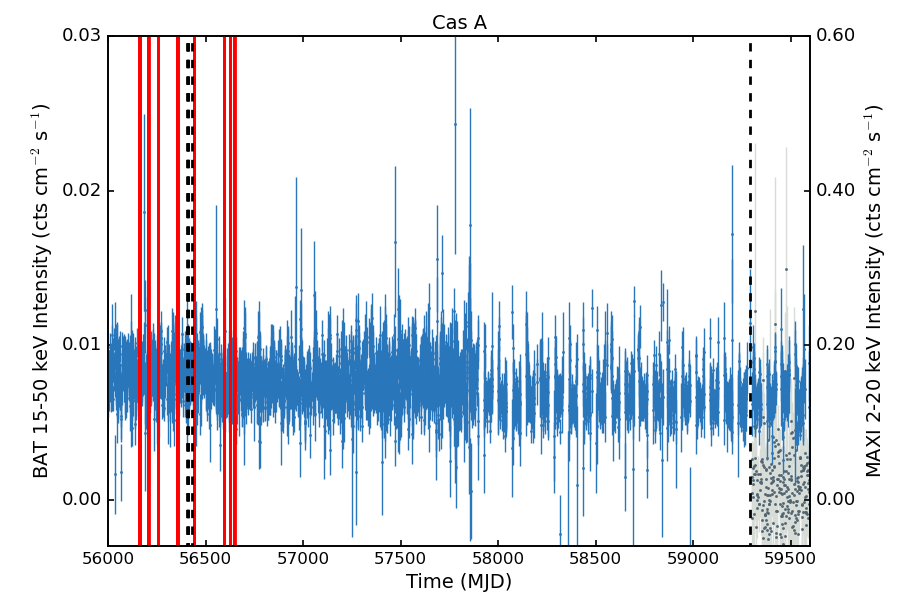 Cas A
0.03
0.60
0.02
0.40
0.01
0.20
0.00
0.00
BAT 15-50 keV Intensity (cts cm⁻² s⁻¹)
MAXI 2-20 keV Intensity (cts cm⁻² s⁻¹)
56000 56500 57000 57500 58000 58500 59000 59500
Time (MJD)